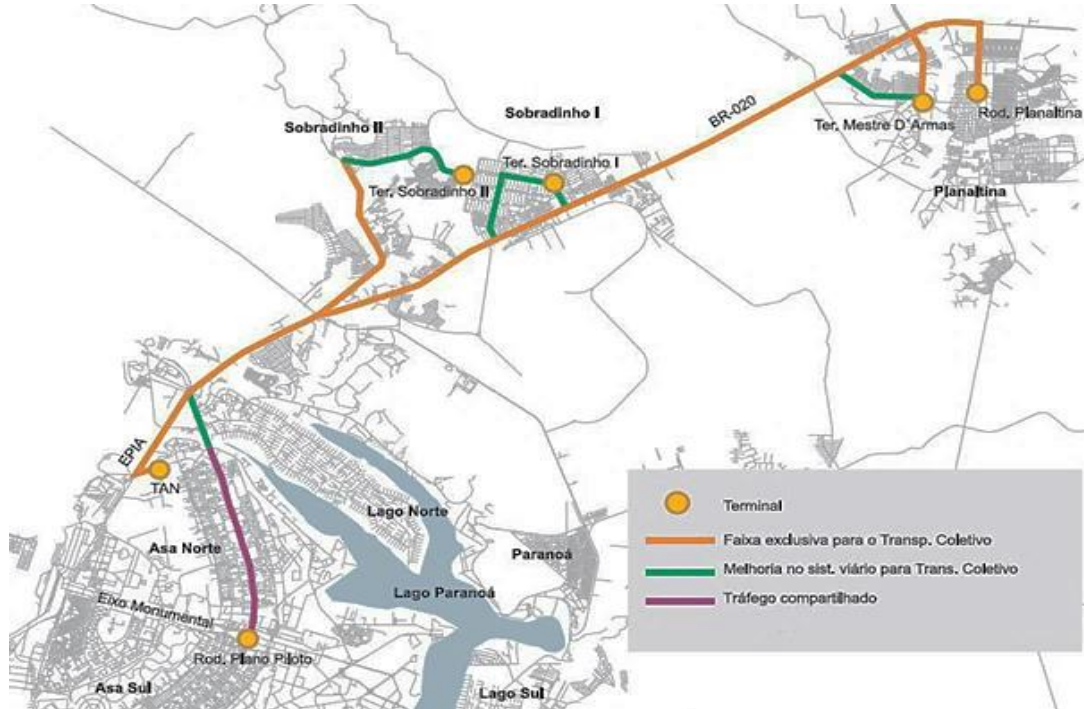 BR-020
Sobradinho I
Sobradinho II
Ter. Sobradinho I
Ter. Sobradinho II
Rod. Planaltina
Ter. Mestre D´Armas
Planaltina
EPIA
TAN
Asa Norte
Lago Norte
Paranoá
Lago Paranoá
Eixo Monumental
Rod. Plano Piloto
Asa Sul
Lago Sul
Terminal
Faixa exclusiva para o Transp. Coletivo
Melhoria no sist. viário para Trans. Coletivo
Tráfego compartilhado